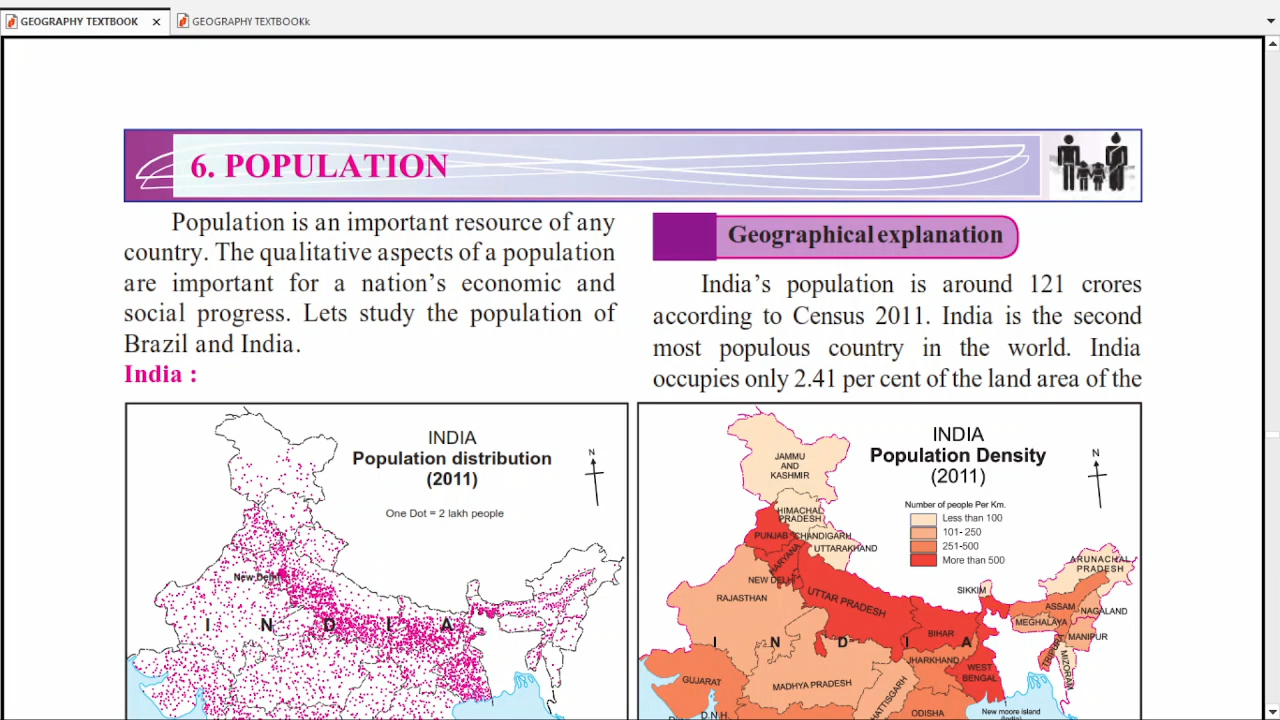 GEOGRAPHY TEXTBOOK
GEOGRAPHY TEXTBOOKk
6. POPULATION
Population is an important resource of any
country. The qualitative aspects of a population
are important for a nation's economic and
social progress. Lets study the population of
Brazil and India.
India :
Geographical explanation
India's population is around 121 crores
according to Census 2011. India is the second
most populous country in the world. India
occupies only 2.41 per cent of the land area of the
INDIA
Population distribution
(2011)
N
One Dot = 2 lakh people
New Delhi
I N D I A
INDIA
Population Density
(2011)
N
Number of people Per Km.
Less than 100
101- 250
251-500
More than 500
JAMMU
AND
KASHMIR
HIMACHAL
PRADESH
PUNJAB
CHANDIGARH
UTTARAKHAND
HARYANA
NEW DELHI
RAJASTHAN
UTTAR PRADESH
SIKKIM
ARUNACHAL
PRADESH
ASSAM
NAGALAND
MEGHALAYA
MANIPUR
TRIPURA
MIZORAM
BIHAR
I N D I A
JHARKHAND
WEST
BENGAL
GUJARAT
MADHYA PRADESH
HATTISGARH
ODISHA
D.N.H.
New moore island
(India)